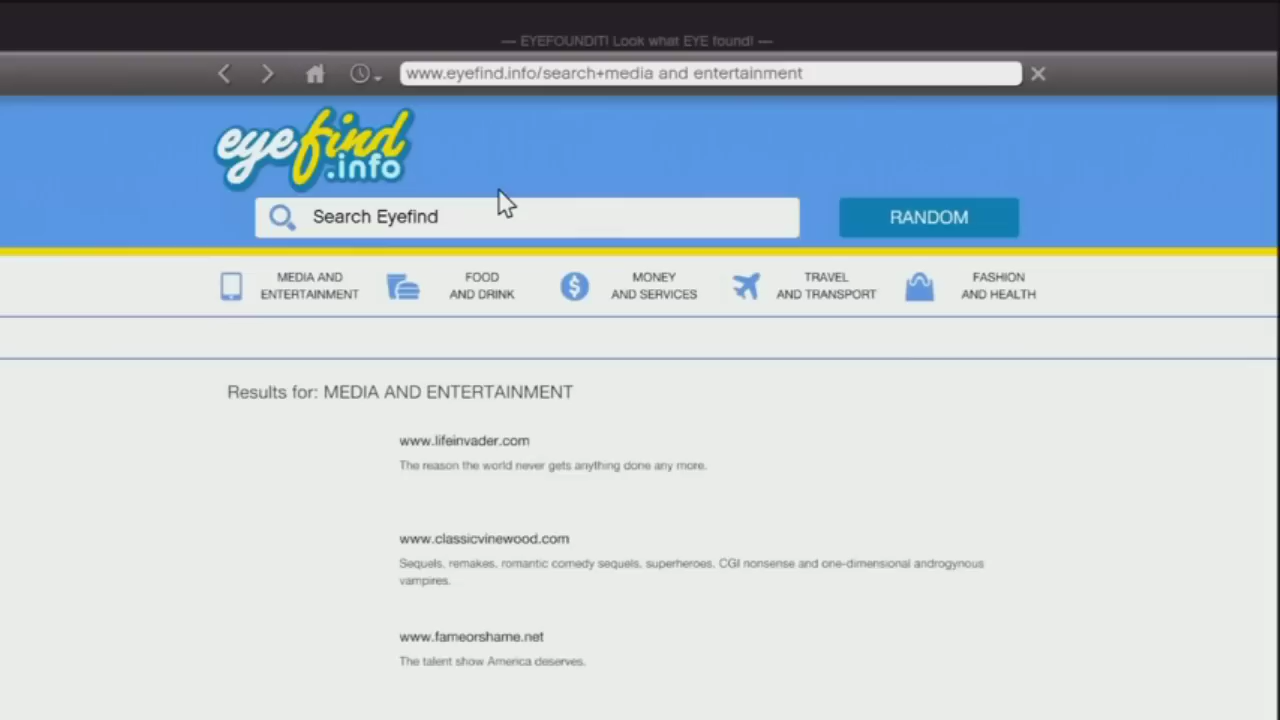 — EYEFOUNDIT! Look what EYE found! —
www.eyefind.info/search+media and entertainment
eyefind
.info
Search Eyefind
RANDOM
MEDIA AND
ENTERTAINMENT
FOOD
AND DRINK
MONEY
AND SERVICES
TRAVEL
AND TRANSPORT
FASHION
AND HEALTH
Results for: MEDIA AND ENTERTAINMENT
www.lifeinvader.com
The reason the world never gets anything done any more.
www.classicvinewood.com
Sequels, remakes, romantic comedy sequels, superheroes, CGI nonsense and one-dimensional androgynous
vampires.
www.fameorshame.net
The talent show America deserves.